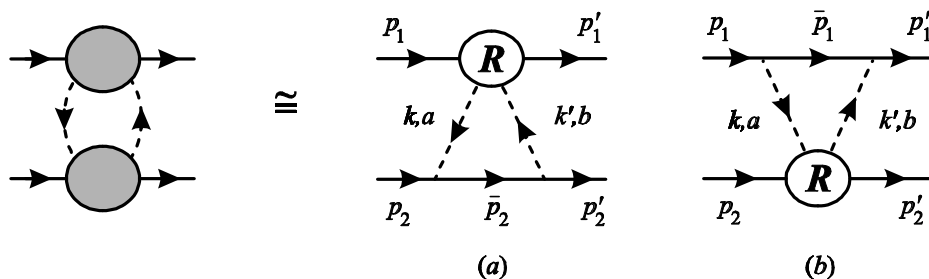 ≅
p₁ R p₁′
k,a k′,b
p₂ p̄₂ p₂′
(a)
p₁ p̄₁ p₁′
k,a k′,b
p₂ R p₂′
(b)